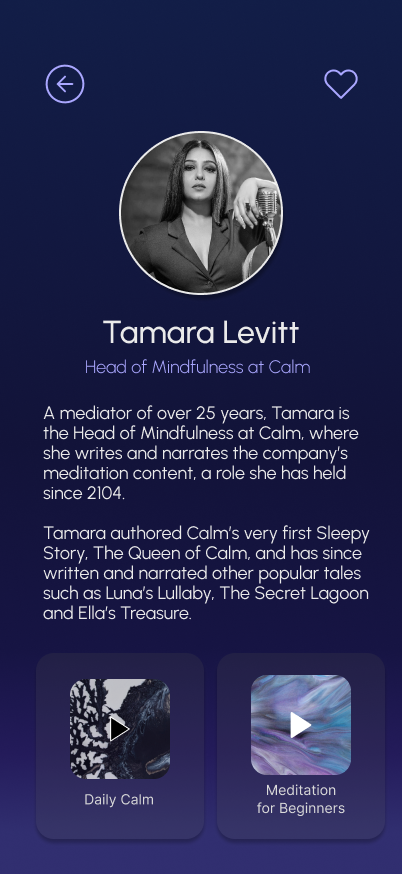 Tamara Levitt
Head of Mindfulness at Calm
A mediator of over 25 years, Tamara is
the Head of Mindfulness at Calm, where
she writes and narrates the company’s
meditation content, a role she has held
since 2104.
Tamara authored Calm’s very first Sleepy
Story, The Queen of Calm, and has since
written and narrated other popular tales
such as Luna’s Lullaby, The Secret Lagoon
and Ella’s Treasure.
Daily Calm
Meditation
for Beginners